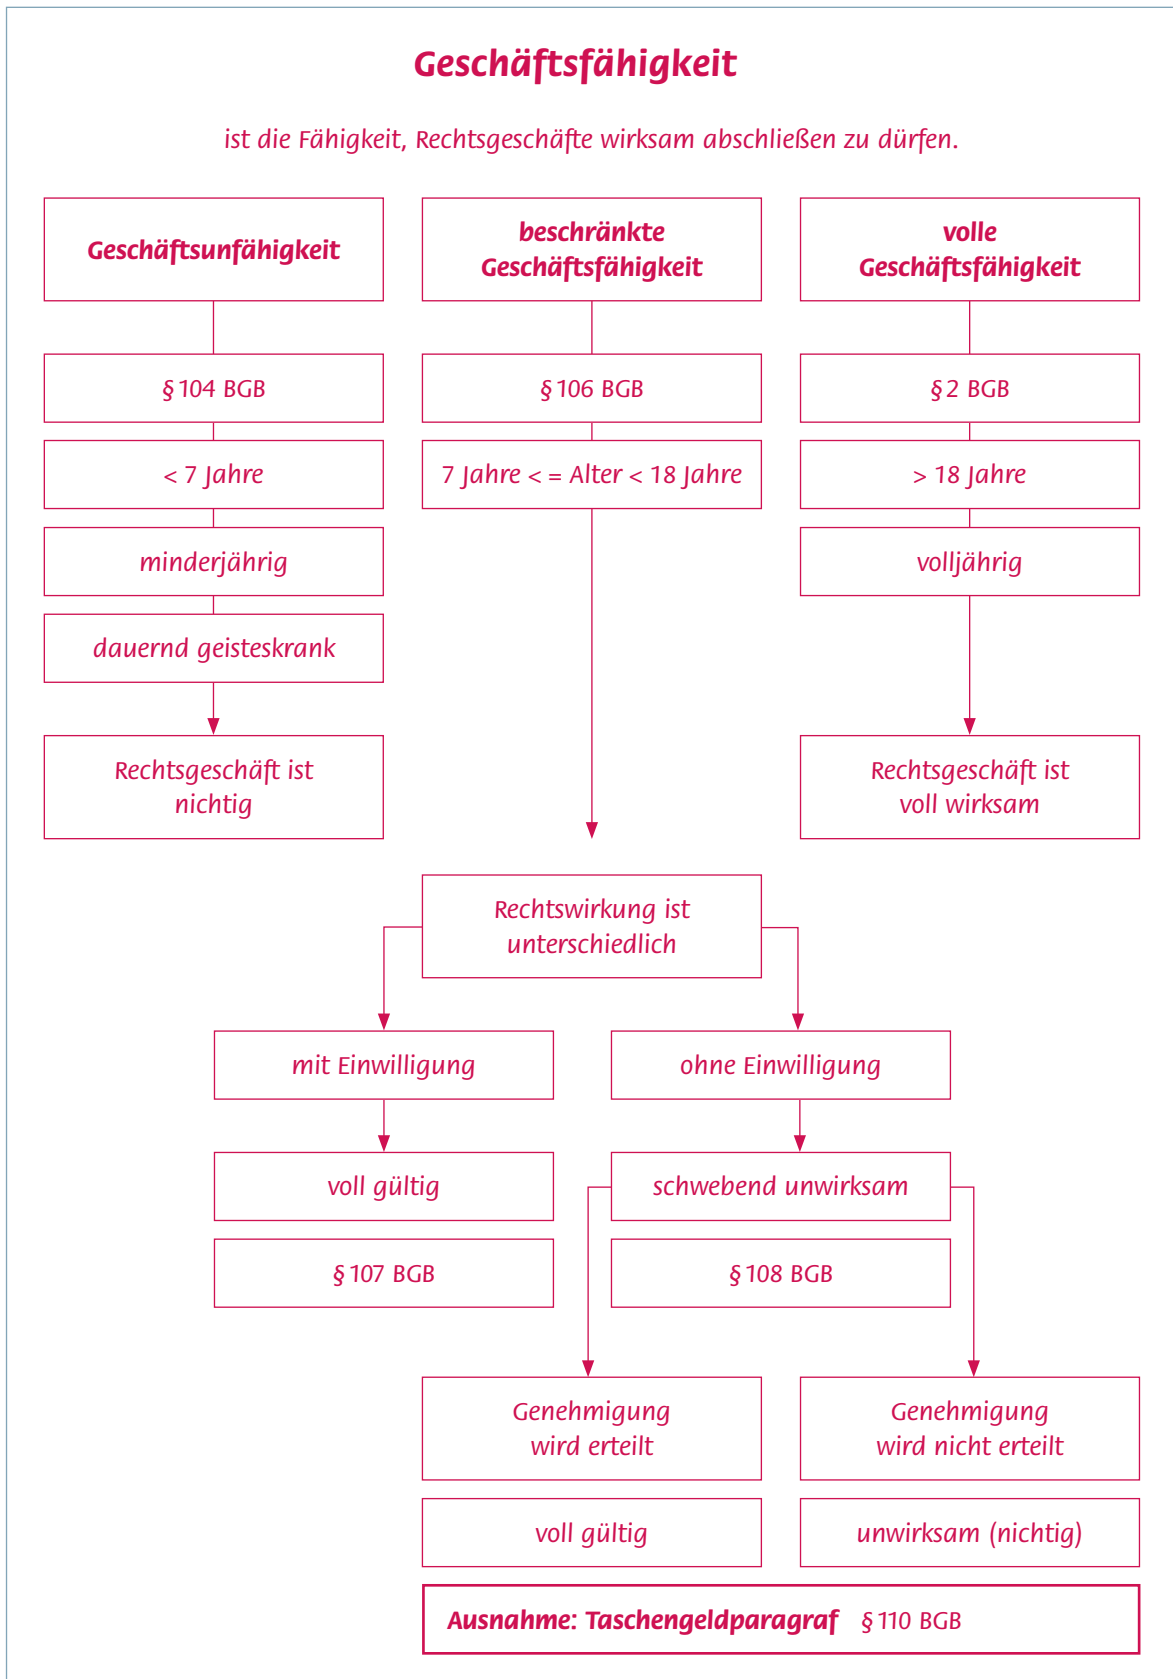 Geschäftsfähigkeit
ist die Fähigkeit, Rechtsgeschäfte wirksam abschließen zu dürfen.
Geschäftsunfähigkeit
beschränkte
Geschäftsfähigkeit
volle
Geschäftsfähigkeit
§ 104 BGB
§ 106 BGB
§ 2 BGB
< 7 Jahre
7 Jahre < = Alter < 18 Jahre
> 18 Jahre
minderjährig
volljährig
dauernd geisteskrank
Rechtsgeschäft ist
nichtig
Rechtsgeschäft ist
voll wirksam
Rechtswirkung ist
unterschiedlich
mit Einwilligung
ohne Einwilligung
voll gültig
schwebend unwirksam
§ 107 BGB
§ 108 BGB
Genehmigung
wird erteilt
Genehmigung
wird nicht erteilt
voll gültig
unwirksam (nichtig)
Ausnahme: Taschengeldparagraf § 110 BGB